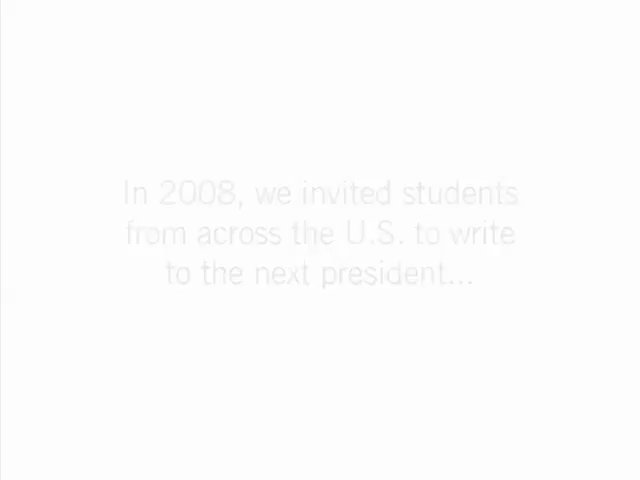 In 2008, we invited students
from across the U.S. to write
to the next president...